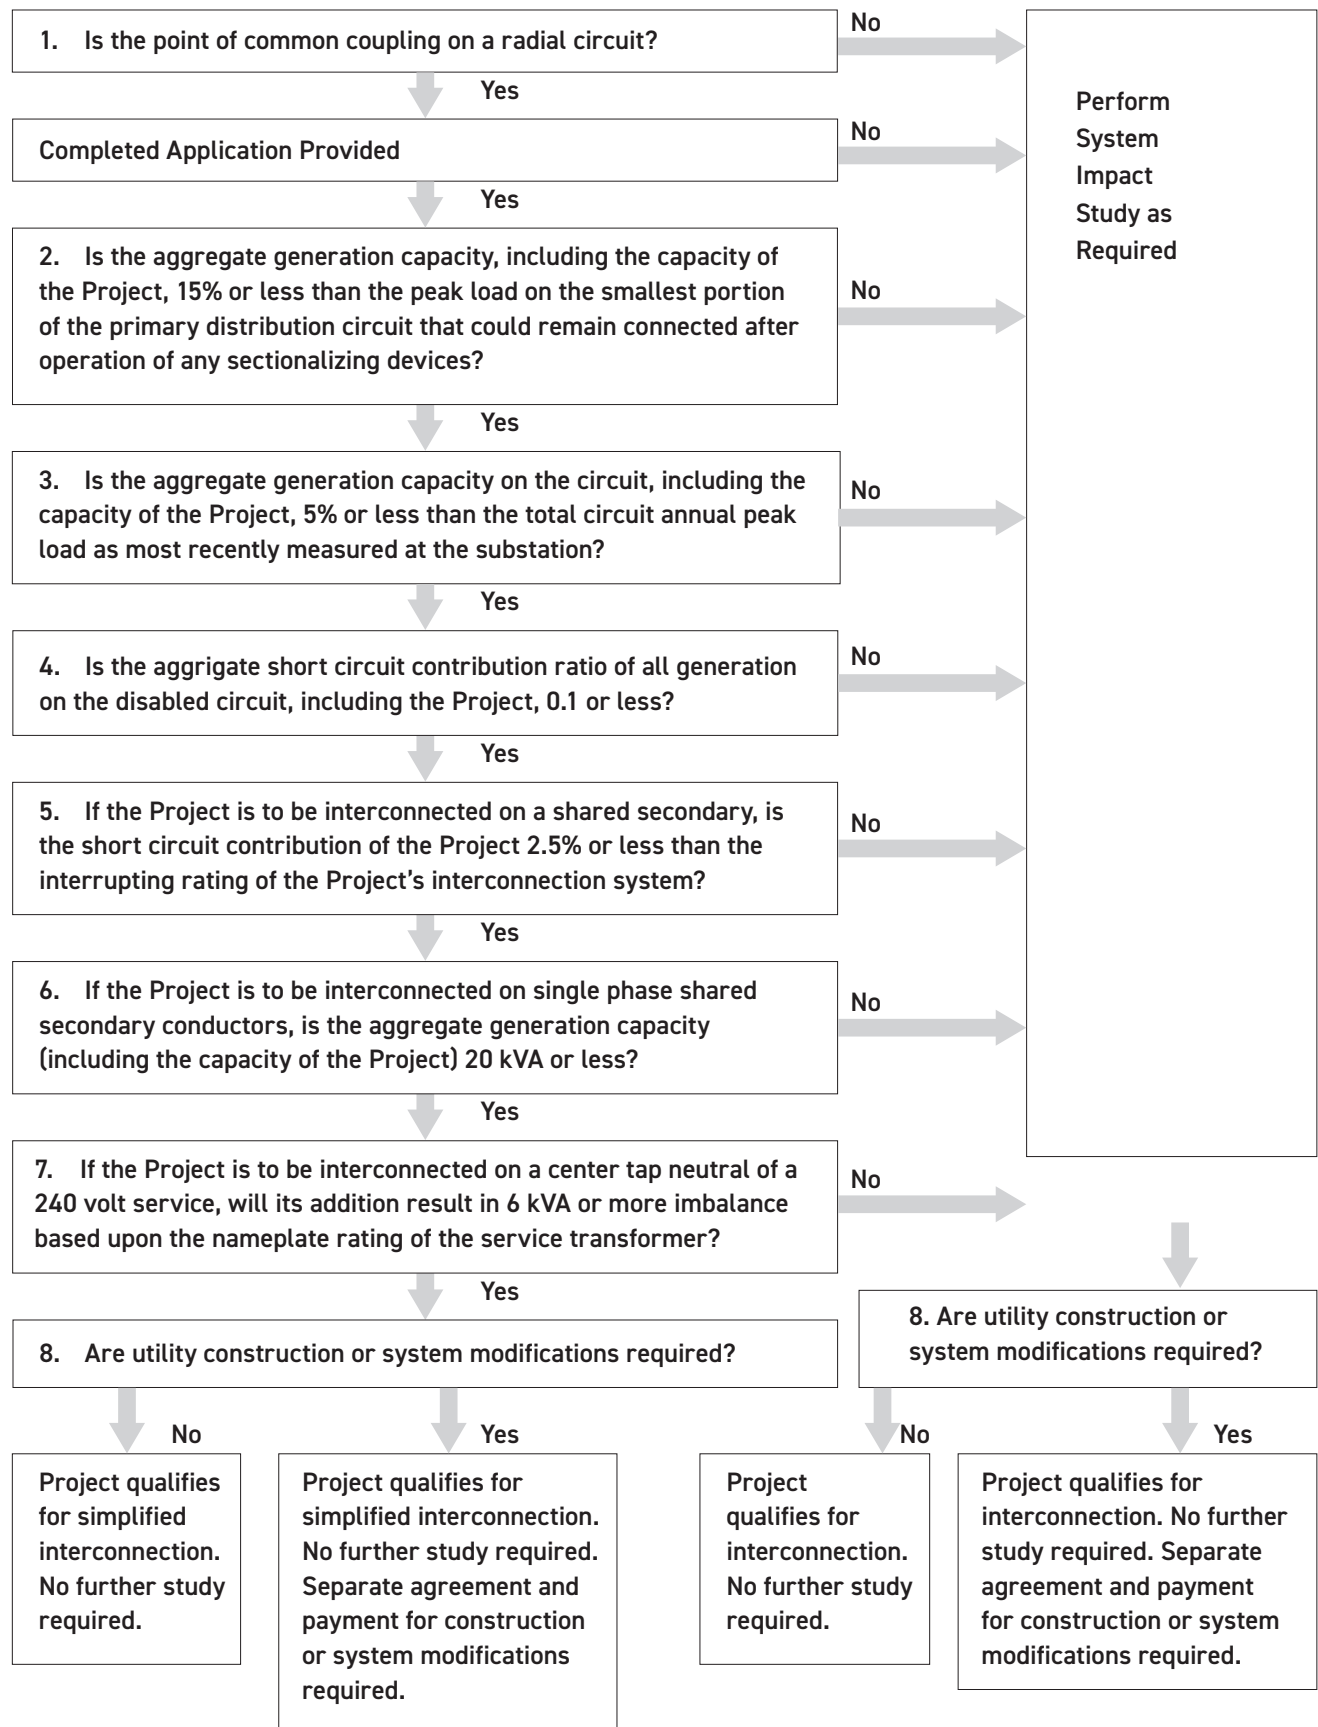 1. Is the point of common coupling on a radial circuit?
No
Yes
Completed Application Provided
No
Yes
2. Is the aggregate generation capacity, including the capacity of
the Project, 15% or less than the peak load on the smallest portion
of the primary distribution circuit that could remain connected after
operation of any sectionalizing devices?
No
Yes
3. Is the aggregate generation capacity on the circuit, including the
capacity of the Project, 5% or less than the total circuit annual peak
load as most recently measured at the substation?
No
Yes
4. Is the aggrigate short circuit contribution ratio of all generation
on the disabled circuit, including the Project, 0.1 or less?
No
Yes
5. If the Project is to be interconnected on a shared secondary, is
the short circuit contribution of the Project 2.5% or less than the
interrupting rating of the Project’s interconnection system?
No
Yes
6. If the Project is to be interconnected on single phase shared
secondary conductors, is the aggregate generation capacity
(including the capacity of the Project) 20 kVA or less?
No
Yes
7. If the Project is to be interconnected on a center tap neutral of a
240 volt service, will its addition result in 6 kVA or more imbalance
based upon the nameplate rating of the service transformer?
No
Yes
Perform
System
Impact
Study as
Required
8. Are utility construction or system modifications required?
No
Yes
Project qualifies
for simplified
interconnection.
No further study
required.
Project qualifies for
simplified interconnection.
No further study required.
Separate agreement and
payment for construction
or system modifications
required.
8. Are utility construction or
system modifications required?
No
Yes
Project
qualifies for
interconnection.
No further study
required.
Project qualifies for
interconnection. No further
study required. Separate
agreement and payment
for construction or system
modifications required.